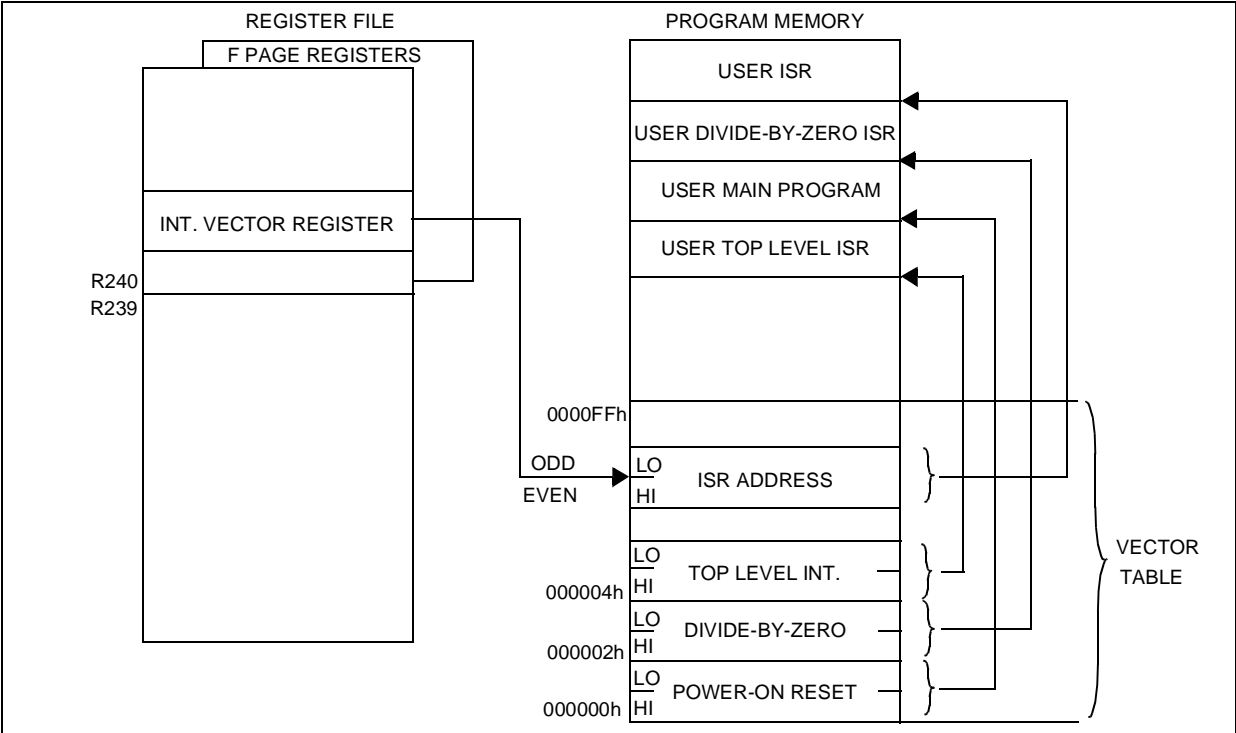 REGISTER FILE
F PAGE REGISTERS
INT. VECTOR REGISTER
R240
R239
PROGRAM MEMORY
USER ISR
USER DIVIDE-BY-ZERO ISR
USER MAIN PROGRAM
USER TOP LEVEL ISR
0000FFh
ODD
EVEN
LO
HI
ISR ADDRESS
LO
HI
TOP LEVEL INT.
000004h
LO
HI
DIVIDE-BY-ZERO
000002h
LO
HI
POWER-ON RESET
000000h
VECTOR
TABLE